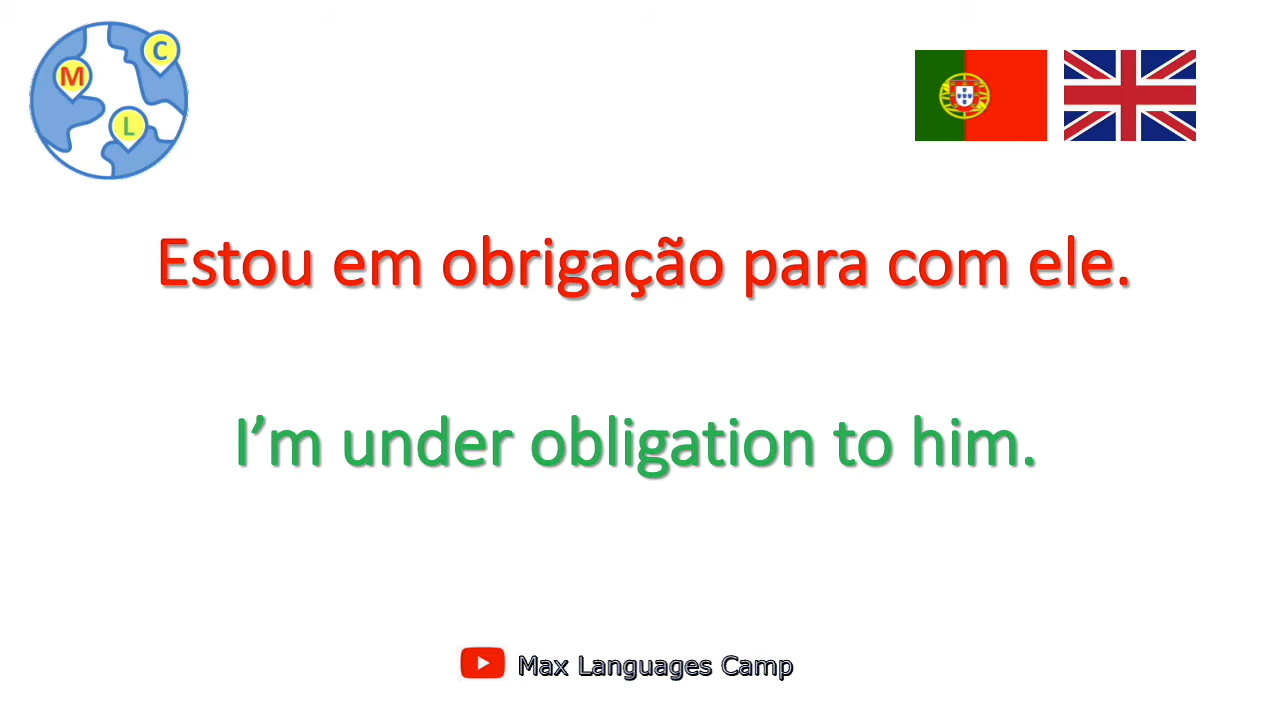 C
M
L
Estou em obrigação para com ele.
I’m under obligation to him.
Max Languages Camp